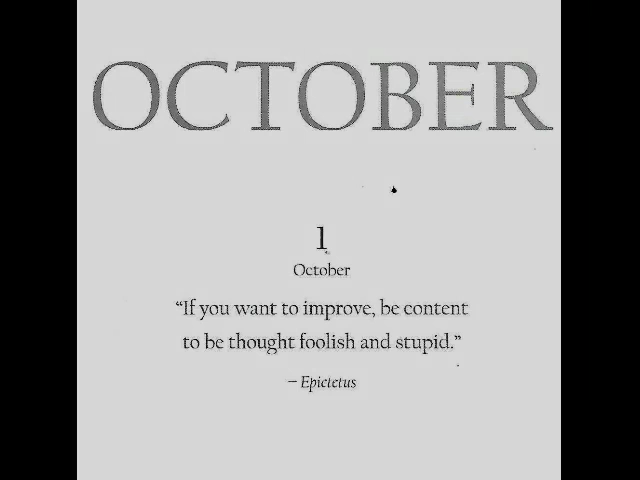 OCTOBER
1
October
“If you want to improve, be content
to be thought foolish and stupid.”
– Epictetus